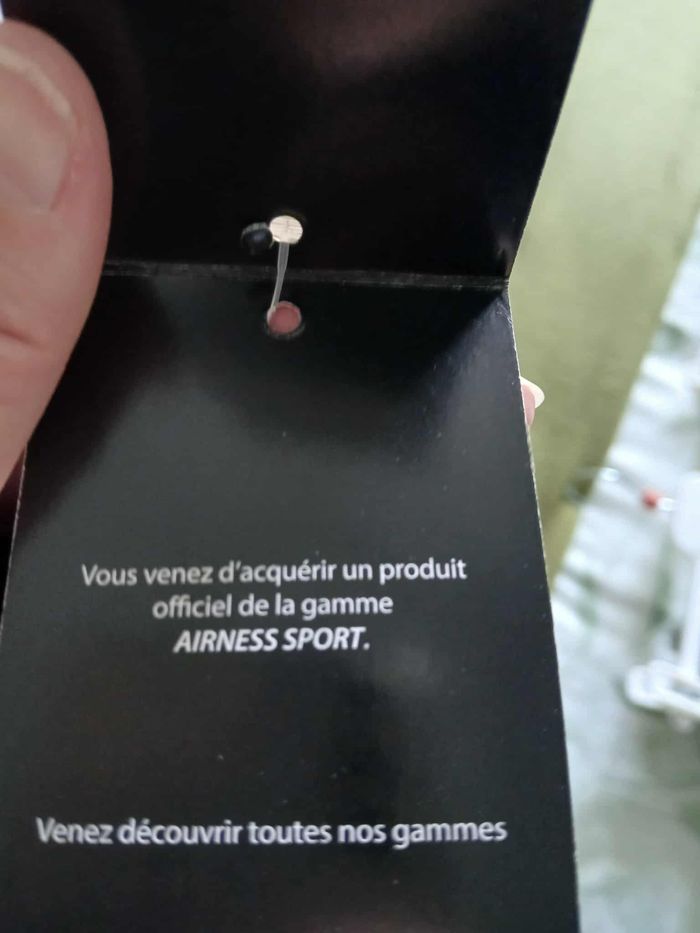 Vous venez d'acquérir un produit
officiel de la gamme
AIRNESS SPORT.
Venez découvrir toutes nos gammes